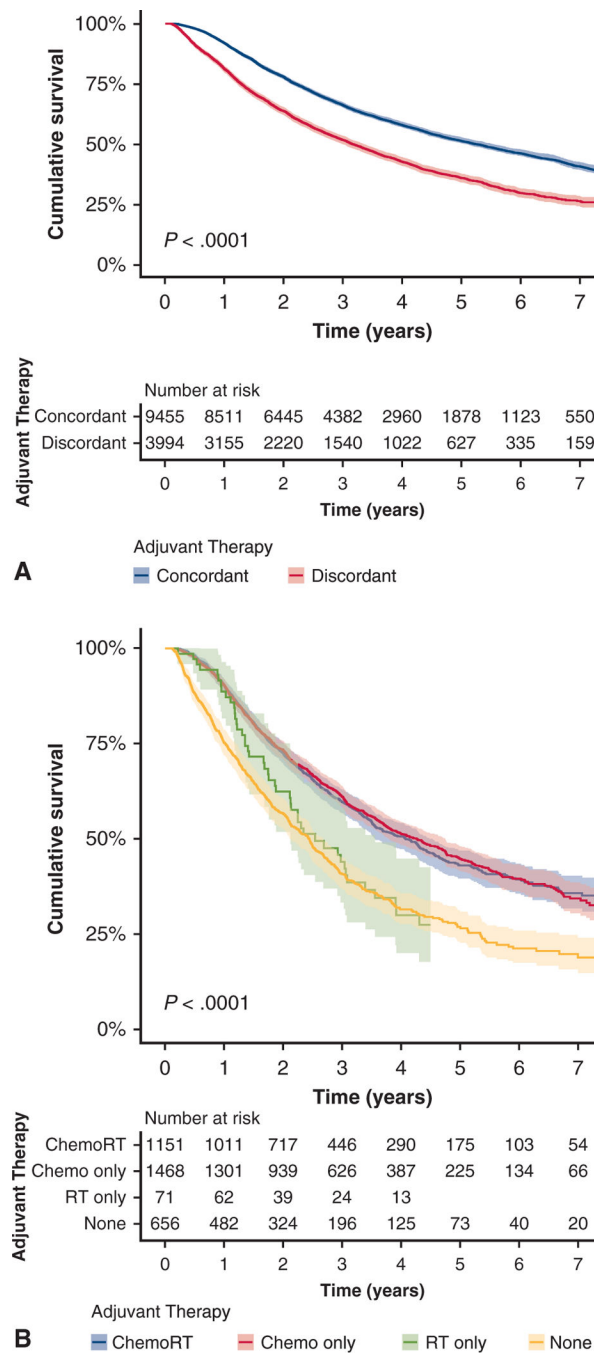 100%
75%
50%
25%
0%
Cumulative survival
P < .0001
0 1 2 3 4 5 6 7
Time (years)
Adjuvant Therapy
Number at risk
Concordant 9455 8511 6445 4382 2960 1878 1123 550
Discordant 3994 3155 2220 1540 1022 627 335 159
0 1 2 3 4 5 6 7
Time (years)
Adjuvant Therapy
A Concordant Discordant
100%
75%
50%
25%
0%
Cumulative survival
P < .0001
0 1 2 3 4 5 6 7
Time (years)
Adjuvant Therapy
Number at risk
ChemoRT 1151 1011 717 446 290 175 103 54
Chemo only 1468 1301 939 626 387 225 134 66
RT only 71 62 39 24 13
None 656 482 324 196 125 73 40 20
0 1 2 3 4 5 6 7
Time (years)
Adjuvant Therapy
B ChemoRT Chemo only RT only None